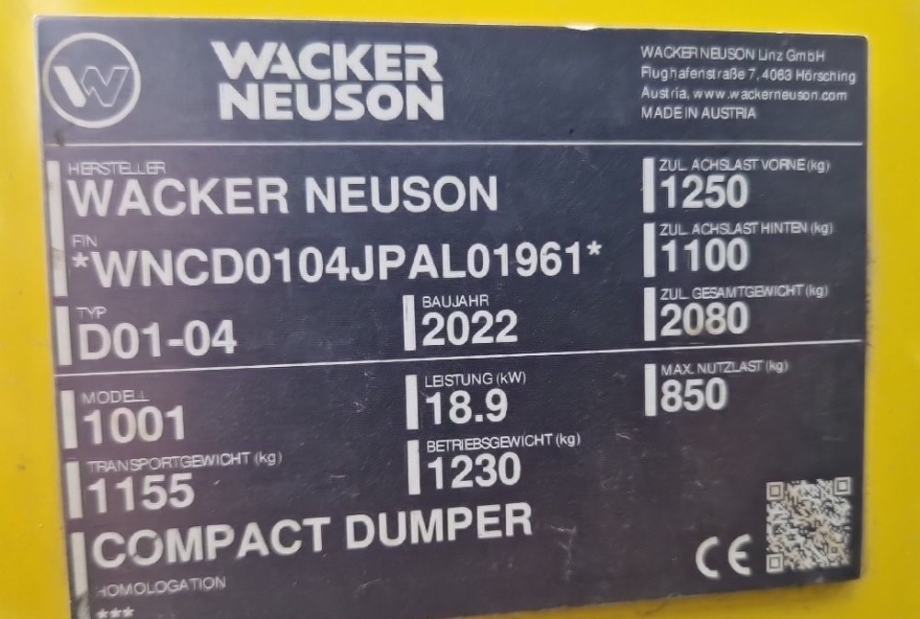 WACKER
NEUSON
WACKER NEUSON Linz GmbH
Flughafenstraße 7, 4063 Hörsching
Austria, www.wackerneuson.com
MADE IN AUSTRIA
HERSTELLER
WACKER NEUSON
FIN
*WNCD0104JPAL01961*
TYP
D01-04
BAUJAHR
2022
ZUL. ACHSLAST VORNE (kg)
1250
ZUL. ACHSLAST HINTEN (kg)
1100
ZUL. GESAMTGEWICHT (kg)
2080
MODELL
1001
LEISTUNG (kW)
18.9
MAX. NUTZLAST (kg)
850
TRANSPORTGEWICHT (kg)
1155
BETRIEBSGEWICHT (kg)
1230
COMPACT DUMPER
HOMOLOGATION
***
CE